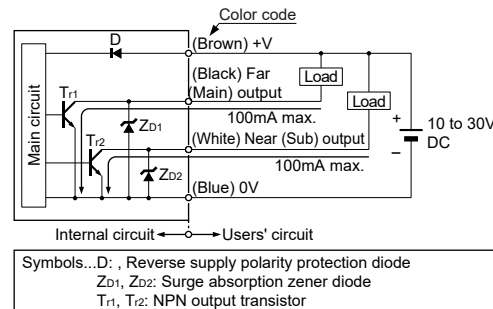 Color code
D
(Brown) +V
(Black) Far
(Main) output
Load
Load
Main circuit
Tr1
100mA max.
ZD1
+
10 to 30V
DC
−
Tr2
(White) Near (Sub) output
100mA max.
ZD2
(Blue) 0V
Internal circuit
Users' circuit
Symbols...D: , Reverse supply polarity protection diode
ZD1, ZD2: Surge absorption zener diode
Tr1, Tr2: NPN output transistor